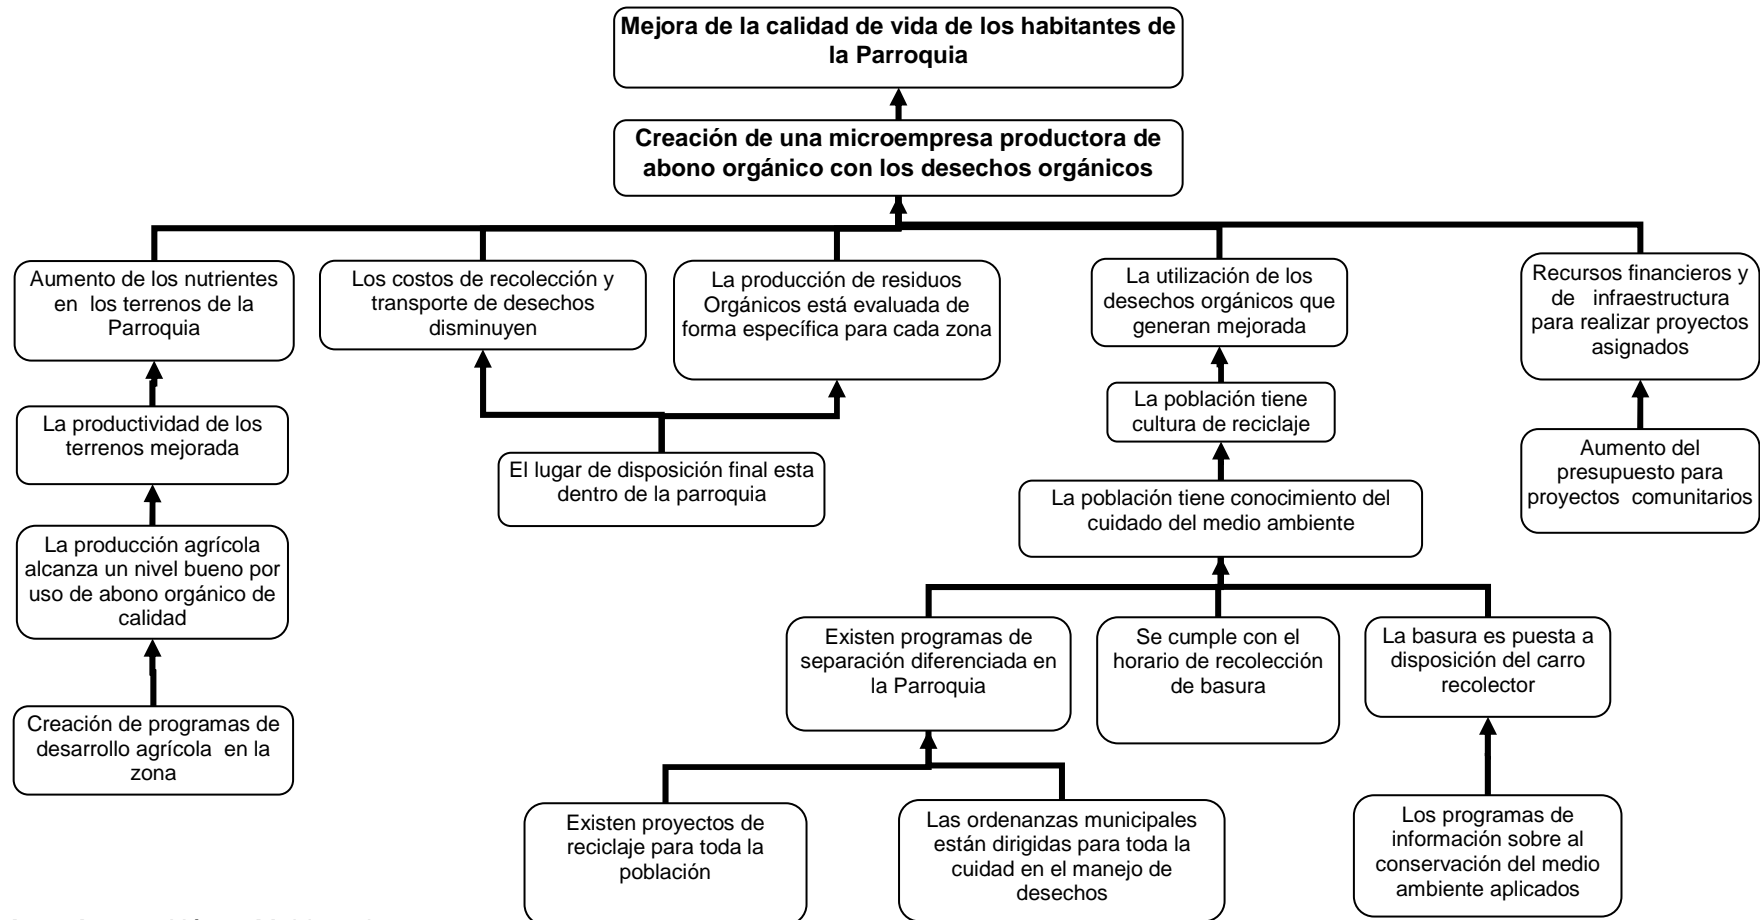 Mejora de la calidad de vida de los habitantes de
la Parroquia
Creación de una microempresa productora de
abono orgánico con los desechos orgánicos
Aumento de los nutrientes
en los terrenos de la
Parroquia
Los costos de recolección y
transporte de desechos
disminuyen
La producción de residuos
Orgánicos está evaluada de
forma específica para cada zona
La utilización de los
desechos orgánicos que
generan mejorada
Recursos financieros y
de infraestructura
para realizar proyectos
asignados
La productividad de los
terrenos mejorada
El lugar de disposición final esta
dentro de la parroquia
La población tiene
cultura de reciclaje
Aumento del
presupuesto para
proyectos comunitarios
La población tiene conocimiento del
cuidado del medio ambiente
La producción agrícola
alcanza un nivel bueno por
uso de abono orgánico de
calidad
Existen programas de
separación diferenciada en
la Parroquia
Se cumple con el
horario de recolección
de basura
La basura es puesta a
disposición del carro
recolector
Creación de programas de
desarrollo agrícola en la
zona
Existen proyectos de
reciclaje para toda la
población
Las ordenanzas municipales
están dirigidas para toda la
cuidad en el manejo de
desechos
Los programas de
información sobre al
conservación del medio
ambiente aplicados